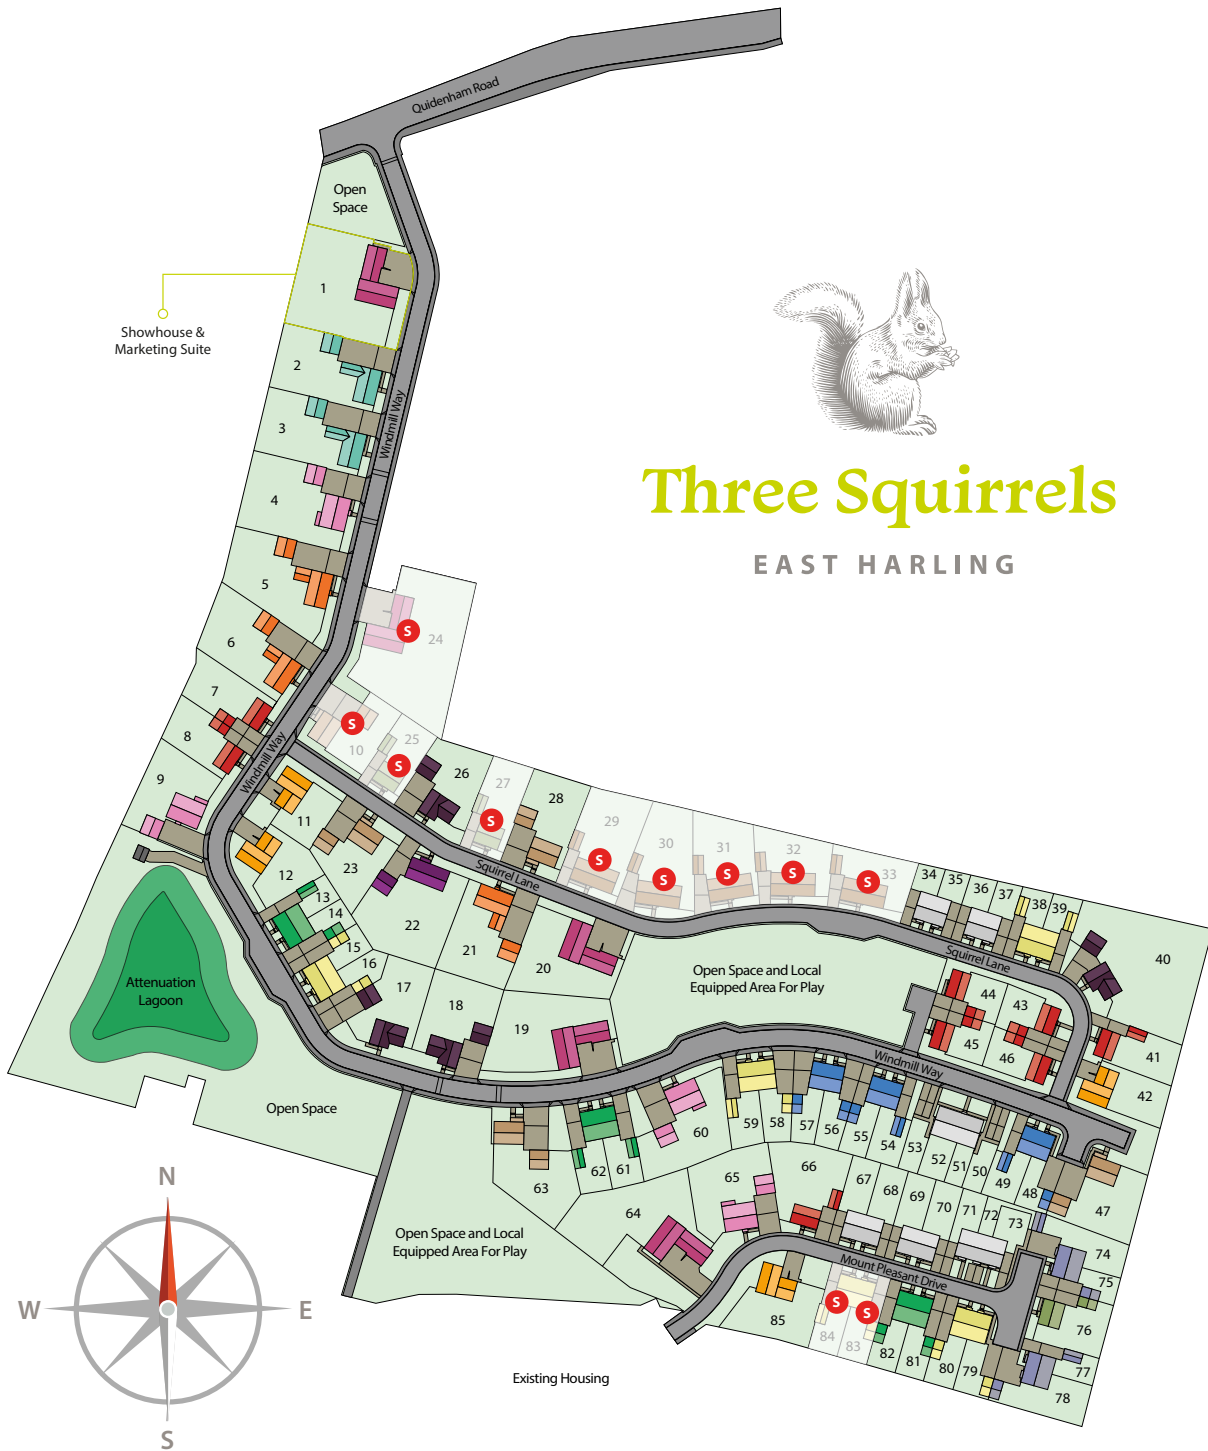 Quidenham Road
Open
Space
1
Showhouse &
Marketing Suite
2
3
4
5
6
7
8
9
Windmill Way
Three Squirrels
EAST HARLING
S
24
S
10
25
S
26
27
S
28
29
S
30
S
31
S
32
S
33
S
34
35
36
37
38
39
40
41
42
Windmill Way
11
12
13
14
15
16
17
18
19
20
21
22
23
Squirrel Lane
Squirrel Lane
Open Space and Local
Equipped Area For Play
43
44
45
46
Windmill Way
Attenuation
Lagoon
Open Space
47
48
49
50
51
52
53
54
55
56
57
58
59
60
61
62
63
64
65
66
67
68
69
70
71
72
73
74
75
76
77
78
79
80
81
82
83
84
85
S
S
Mount Pleasant Drive
Open Space and Local
Equipped Area For Play
Existing Housing
N
W
E
S